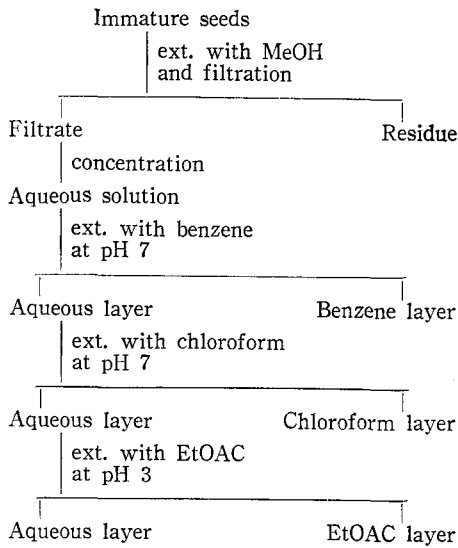 Immature seeds
ext. with MeOH
and filtration
Filtrate Residue
concentration
Aqueous solution
ext. with benzene
at pH 7
Aqueous layer Benzene layer
ext. with chloroform
at pH 7
Aqueous layer Chloroform layer
ext. with EtOAC
at pH 3
Aqueous layer EtOAC layer